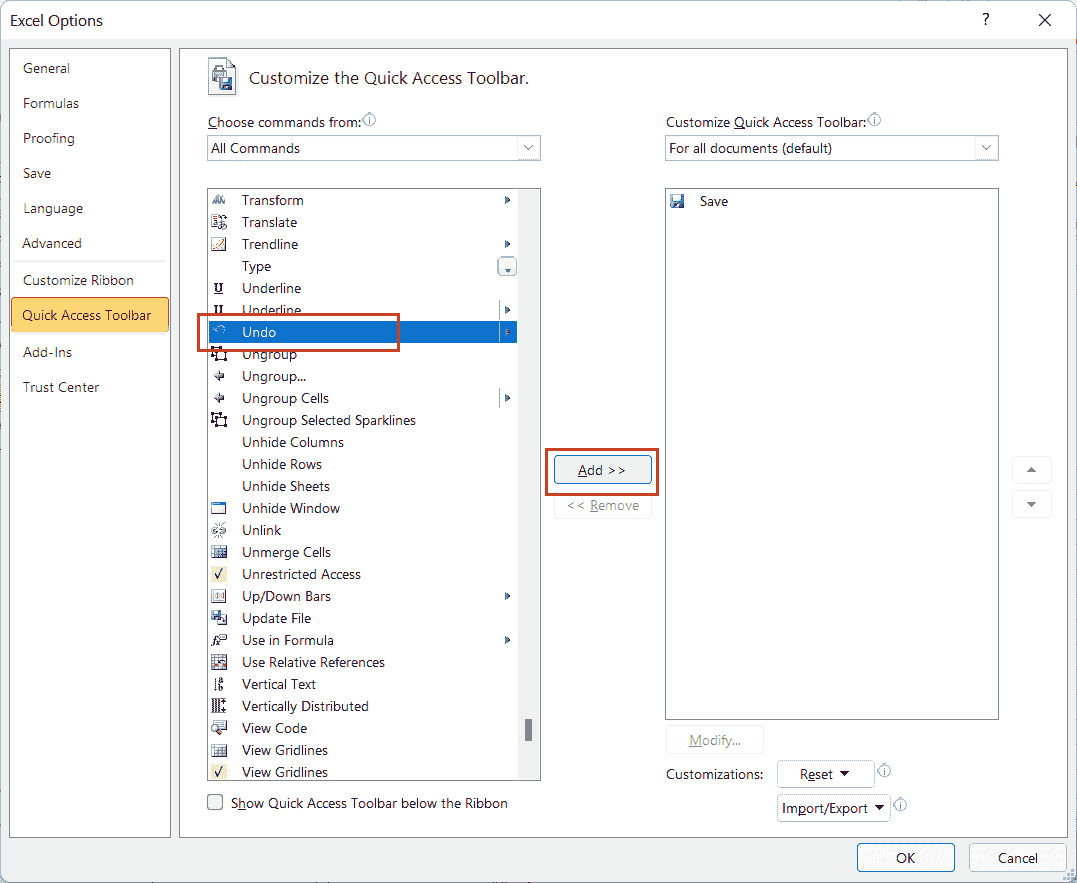 Excel Options
?
General
Formulas
Proofing
Save
Language
Advanced
Customize Ribbon
Quick Access Toolbar
Add-Ins
Trust Center
Customize the Quick Access Toolbar.
Choose commands from:
All Commands
Transform
Translate
Trendline
Type
Underline
Underline
Undo
Ungroup
Ungroup...
Ungroup Cells
Ungroup Selected Sparklines
Unhide Columns
Unhide Rows
Unhide Sheets
Unhide Window
Unlink
Unmerge Cells
Unrestricted Access
Up/Down Bars
Update File
Use in Formula
Use Relative References
Vertical Text
Vertically Distributed
View Code
View Gridlines
View Gridlines
Show Quick Access Toolbar below the Ribbon
Add >>
<< Remove
Customize Quick Access Toolbar:
For all documents (default)
Save
Modify...
Customizations:
Reset
Import/Export
OK
Cancel